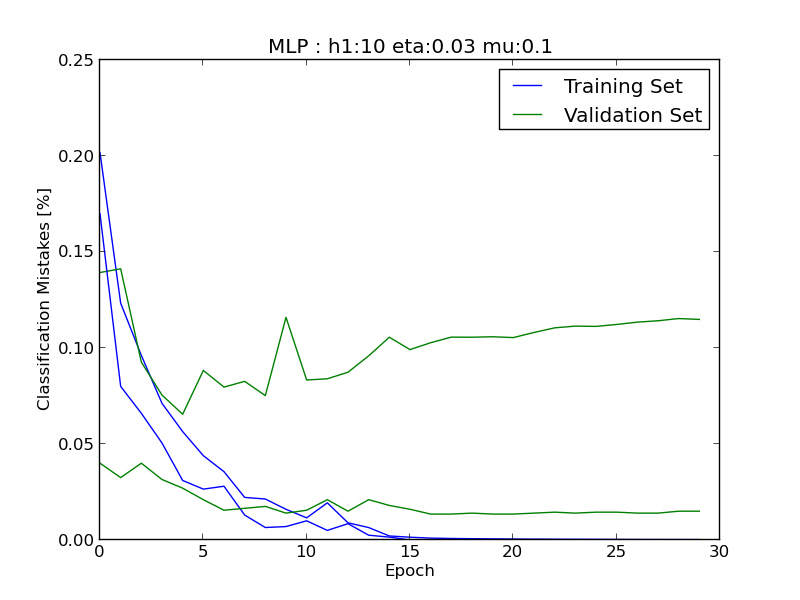 MLP : h1:10 eta:0.03 mu:0.1
Training Set
Validation Set
Classification Mistakes [%]
0.25
0.20
0.15
0.10
0.05
0.00
0 5 10 15 20 25 30
Epoch